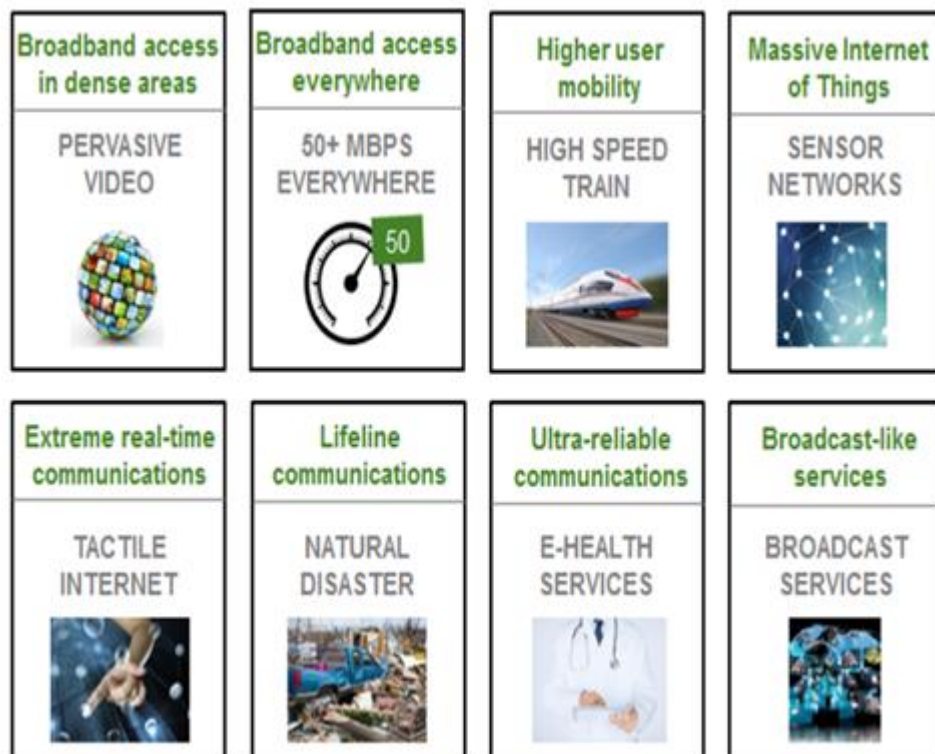 Broadband access
in dense areas
PERVASIVE
VIDEO
Broadband access
everywhere
50+ MBPS
EVERYWHERE
50
Higher user
mobility
HIGH SPEED
TRAIN
Massive Internet
of Things
SENSOR
NETWORKS
Extreme real-time
communications
TACTILE
INTERNET
Lifeline
communications
NATURAL
DISASTER
Ultra-reliable
communications
E-HEALTH
SERVICES
Broadcast-like
services
BROADCAST
SERVICES